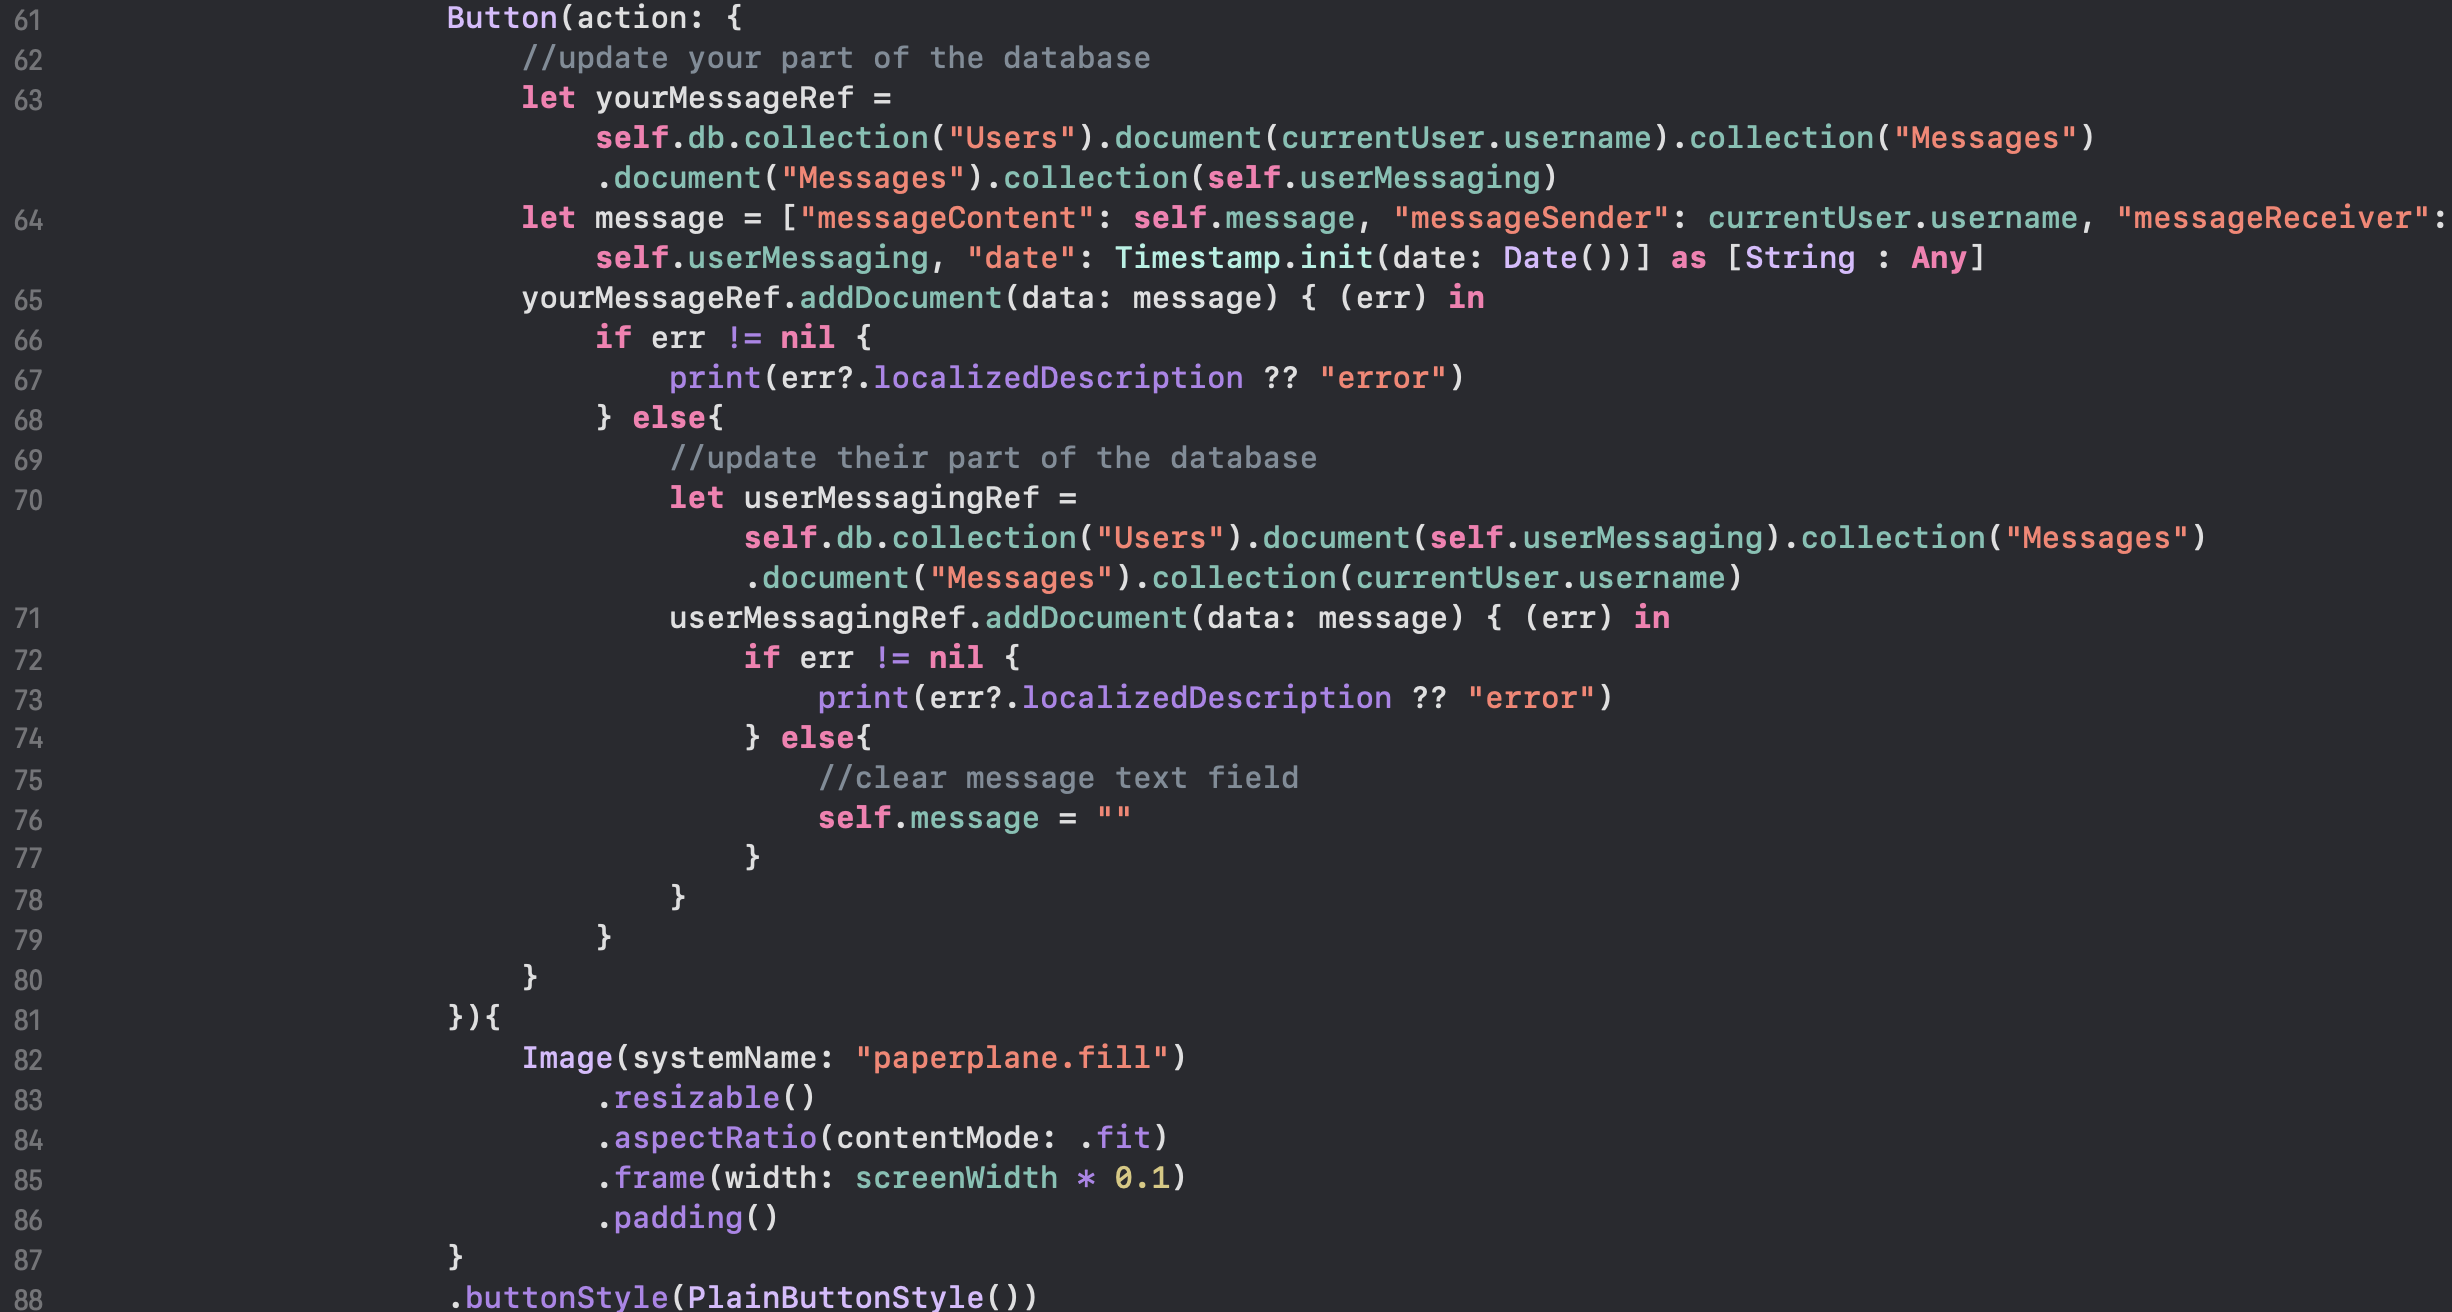 61 Button(action: {
62 //update your part of the database
63 let yourMessageRef =
self.db.collection("Users").document(currentUser.username).collection("Messages")
.document("Messages").collection(self.userMessaging)
64 let message = ["messageContent": self.message, "messageSender": currentUser.username, "messageReceiver":
self.userMessaging, "date": Timestamp.init(date: Date())] as [String : Any]
65 yourMessageRef.addDocument(data: message) { (err) in
66 if err != nil {
67 print(err?.localizedDescription ?? "error")
68 } else{
69 //update their part of the database
70 let userMessagingRef =
self.db.collection("Users").document(self.userMessaging).collection("Messages")
.document("Messages").collection(currentUser.username)
71 userMessagingRef.addDocument(data: message) { (err) in
72 if err != nil {
73 print(err?.localizedDescription ?? "error")
74 } else{
75 //clear message text field
76 self.message = ""
77 }
78 }
79 }
80 }
81 }){
82 Image(systemName: "paperplane.fill")
83 .resizable()
84 .aspectRatio(contentMode: .fit)
85 .frame(width: screenWidth * 0.1)
86 .padding()
87 }
88 .buttonStyle(PlainButtonStyle())